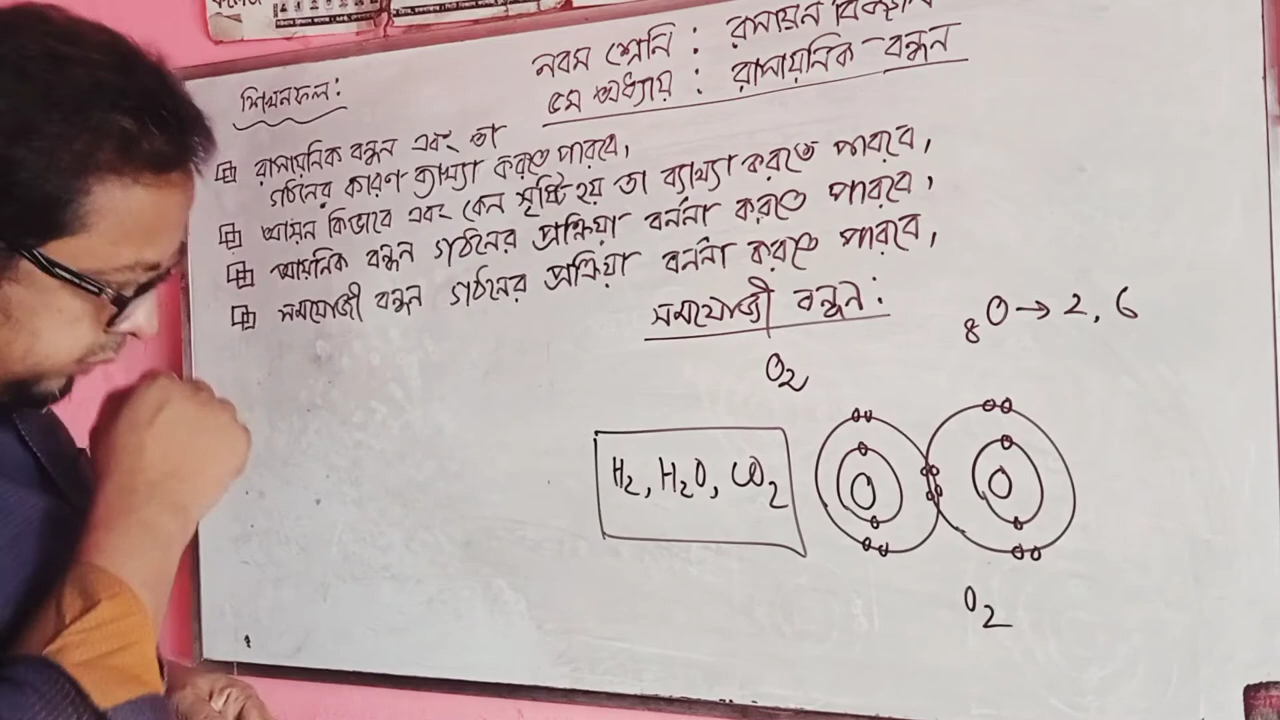 নবম শ্রেনি : রসায়ন বিজ্ঞান
৫ম অধ্যায় : রাসায়নিক বন্ধন
শিখনফল :
রাসায়নিক বন্ধন এবং তা
গঠনের কারণ ব্যাখ্যা করতে পারবে,
আয়ন কিভাবে এবং কেন সৃষ্টি হয় তা ব্যাখ্যা করতে পারবে,
আয়নিক বন্ধন গঠনের প্রক্রিয়া বর্ননা করতে পারবে,
সমযোজী বন্ধন গঠনের প্রক্রিয়া বর্ননা করতে পারবে,
সমযোজী বন্ধন :
₈O → 2, 6
O₂
H₂, H₂O, CO₂
O O
O₂